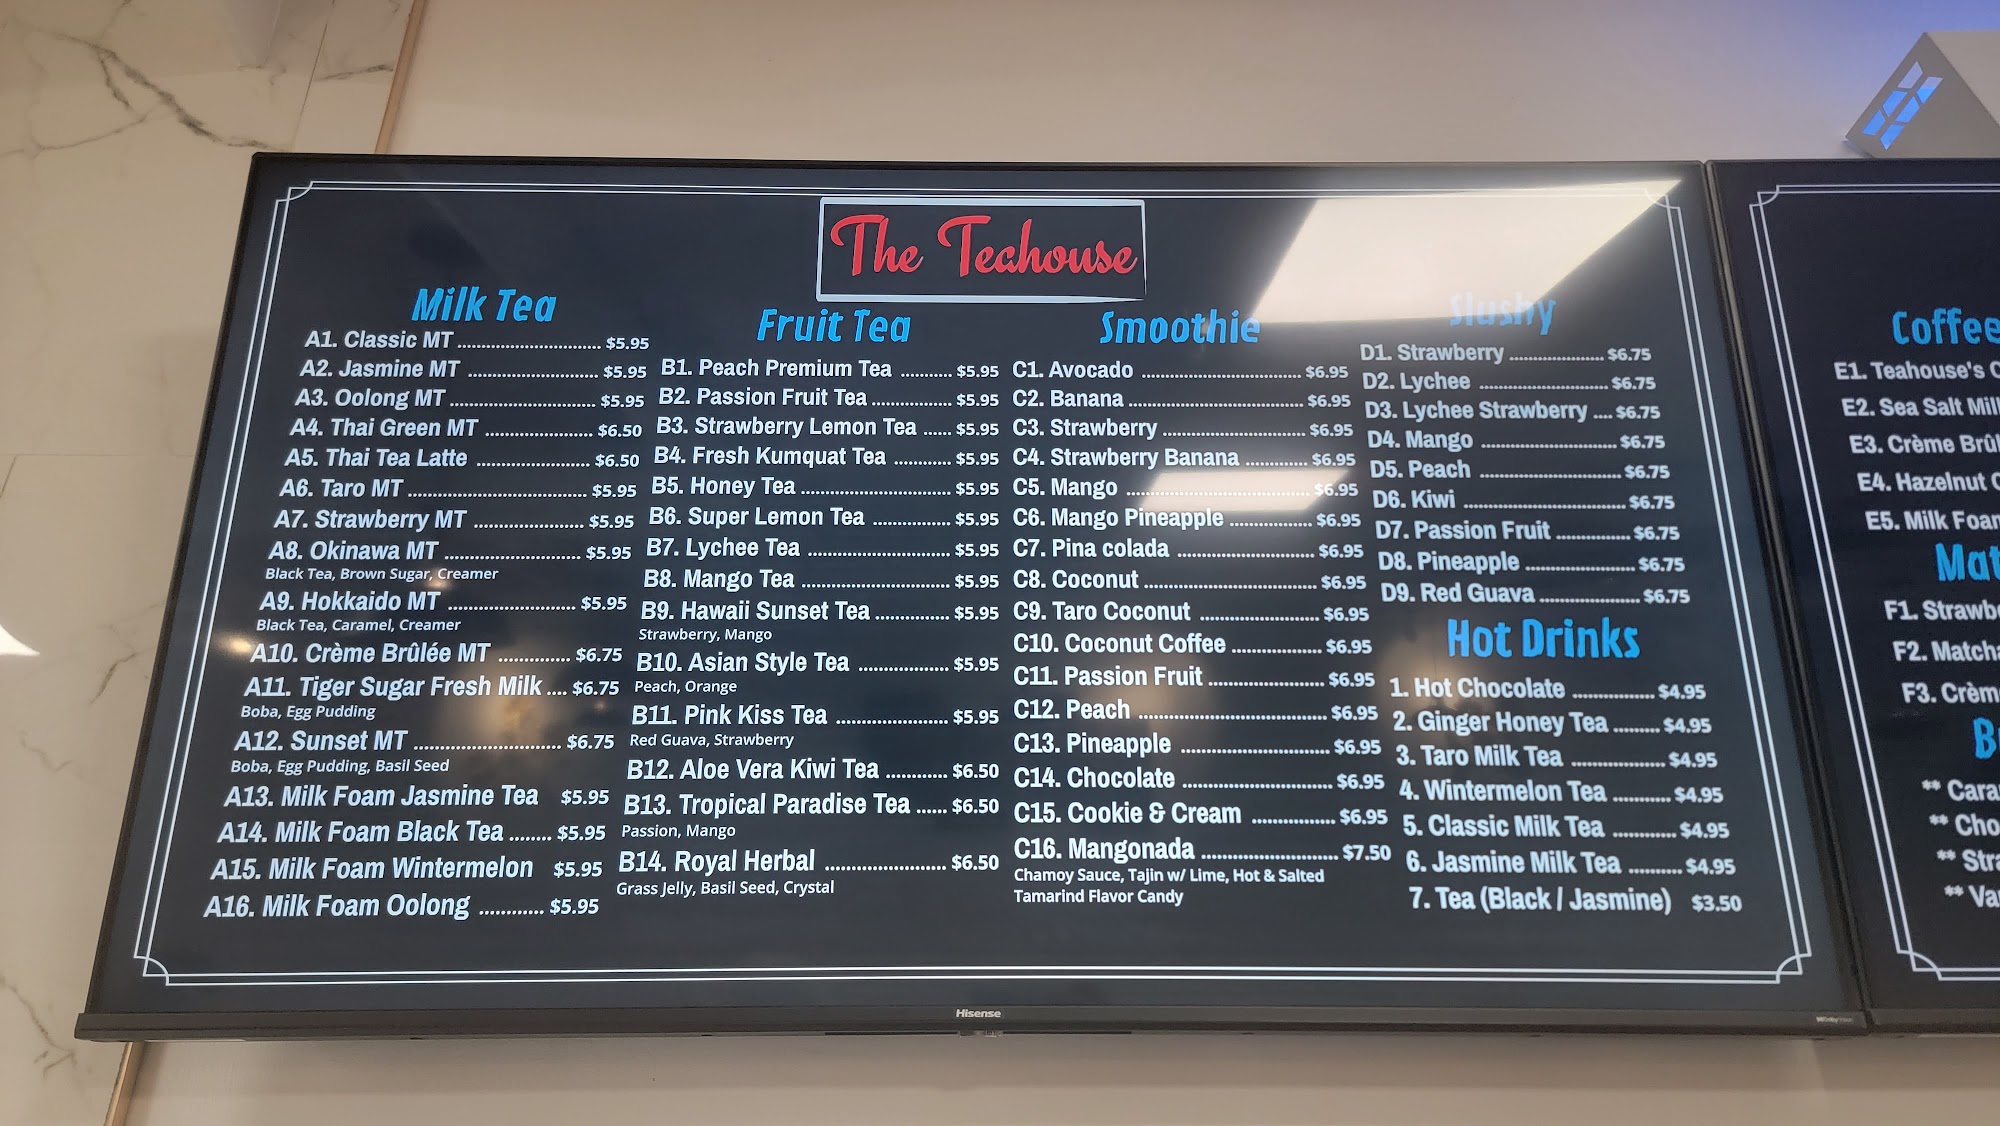 The Teahouse
Milk Tea
A1. Classic MT ............................. $5.95
A2. Jasmine MT .......................... $5.95
A3. Oolong MT ............................. $5.95
A4. Thai Green MT ...................... $6.50
A5. Thai Tea Latte ....................... $6.50
A6. Taro MT ................................... $5.95
A7. Strawberry MT ...................... $5.95
A8. Okinawa MT ........................... $5.95
Black Tea, Brown Sugar, Creamer
A9. Hokkaido MT ......................... $5.95
Black Tea, Caramel, Creamer
A10. Crème Brûlée MT .............. $6.75
A11. Tiger Sugar Fresh Milk .... $6.75
Boba, Egg Pudding
A12. Sunset MT ............................. $6.75
Boba, Egg Pudding, Basil Seed
A13. Milk Foam Jasmine Tea $5.95
A14. Milk Foam Black Tea ........ $5.95
A15. Milk Foam Wintermelon $5.95
A16. Milk Foam Oolong ............ $5.95
Fruit Tea
B1. Peach Premium Tea .......... $5.95
B2. Passion Fruit Tea ................ $5.95
B3. Strawberry Lemon Tea ...... $5.95
B4. Fresh Kumquat Tea ............ $5.95
B5. Honey Tea .............................. $5.95
B6. Super Lemon Tea ............... $5.95
B7. Lychee Tea ............................ $5.95
B8. Mango Tea ............................. $5.95
B9. Hawaii Sunset Tea ............... $5.95
Strawberry, Mango
B10. Asian Style Tea .................. $5.95
Peach, Orange
B11. Pink Kiss Tea ...................... $5.95
Red Guava, Strawberry
B12. Aloe Vera Kiwi Tea ............ $6.50
B13. Tropical Paradise Tea ...... $6.50
Passion, Mango
B14. Royal Herbal ........................ $6.50
Grass Jelly, Basil Seed, Crystal
Smoothie
C1. Avocado ................................ $6.95
C2. Banana ................................... $6.95
C3. Strawberry ............................. $6.95
C4. Strawberry Banana ............ $6.95
C5. Mango ..................................... $6.95
C6. Mango Pineapple ................ $6.95
C7. Pina colada ........................... $6.95
C8. Coconut .................................. $6.95
C9. Taro Coconut ........................ $6.95
C10. Coconut Coffee .................. $6.95
C11. Passion Fruit ....................... $6.95
C12. Peach ..................................... $6.95
C13. Pineapple ............................. $6.95
C14. Chocolate ............................. $6.95
C15. Cookie & Cream ................ $6.95
C16. Mangonada .......................... $7.50
Chamoy Sauce, Tajin w/ Lime, Hot & Salted
Tamarind Flavor Candy
Slushy
D1. Strawberry ..................... $6.75
D2. Lychee ............................ $6.75
D3. Lychee Strawberry .... $6.75
D4. Mango ............................. $6.75
D5. Peach .............................. $6.75
D6. Kiwi ................................. $6.75
D7. Passion Fruit ................ $6.75
D8. Pineapple ....................... $6.75
D9. Red Guava ..................... $6.75
Hot Drinks
1. Hot Chocolate ................. $4.95
2. Ginger Honey Tea ......... $4.95
3. Taro Milk Tea ................... $4.95
4. Wintermelon Tea ............ $4.95
5. Classic Milk Tea ............. $4.95
6. Jasmine Milk Tea ........... $4.95
7. Tea (Black / Jasmine) $3.50
Hisense
Coffee
E1. Teahouse's
E2. Sea Salt
E3. Crème
E4. Hazelnut
E5. Milk
F1.
F2. Matcha
F3.
**
**
**
**